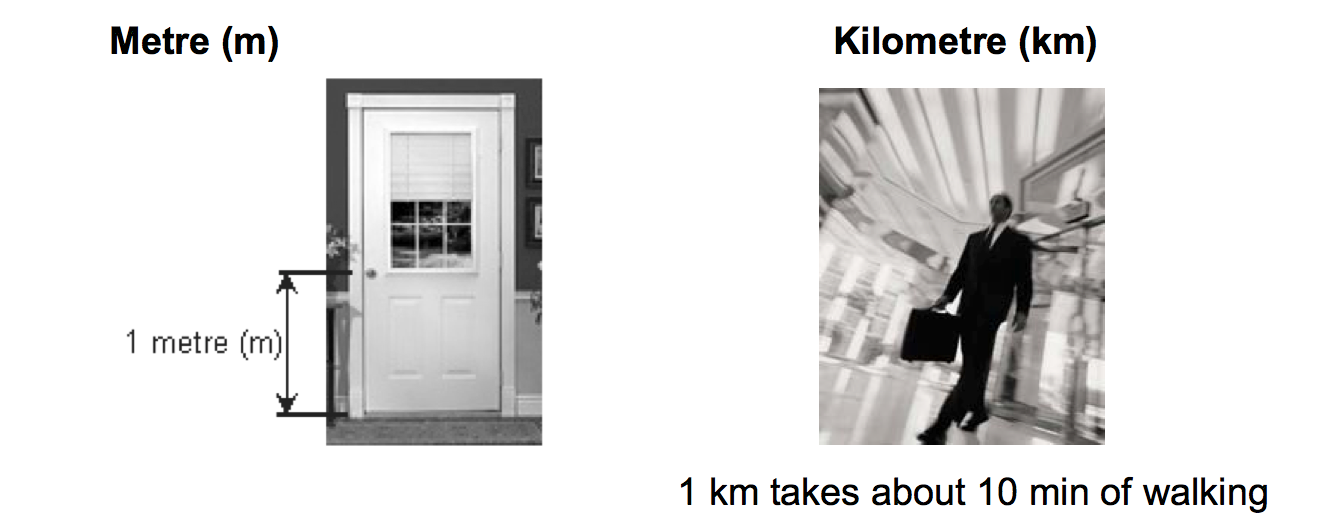 Metre (m)
Kilometre (km)
1 metre (m)
1 km takes about 10 min of walking